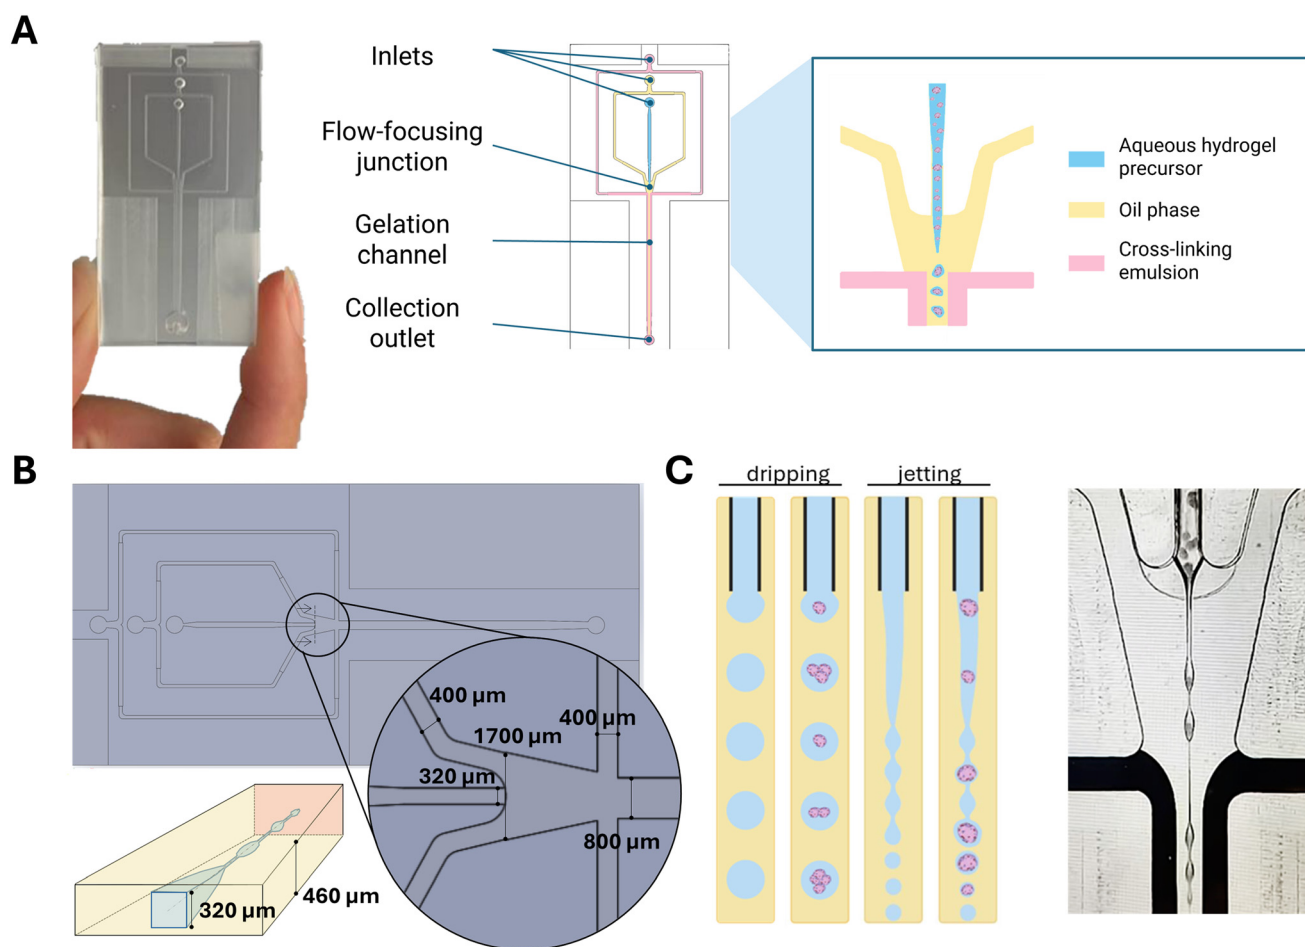 A
Inlets
Flow-focusing
junction
Gelation
channel
Collection
outlet
Aqueous hydrogel
precursor
Oil phase
Cross-linking
emulsion
B
400 µm
1700 µm
400 µm
320 µm
800 µm
320 µm
460 µm
C
dripping
jetting